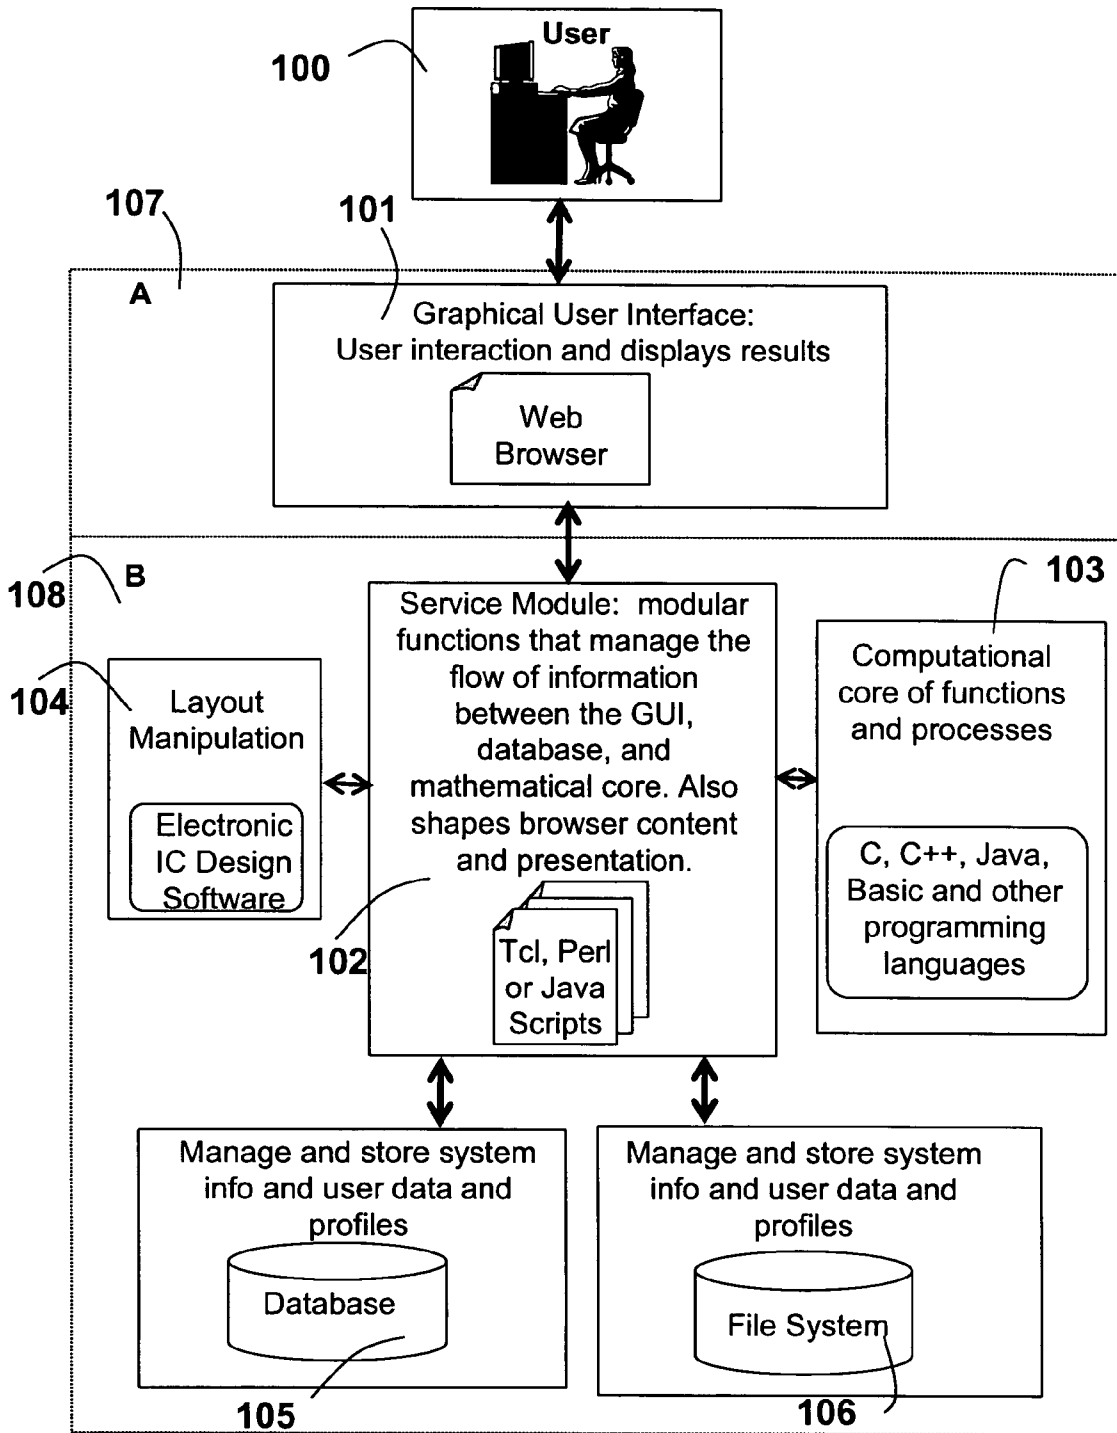 User
100
107
101
A
Graphical User Interface:
User interaction and displays results
Web
Browser
108
B
103
104
Layout
Manipulation
Electronic
IC Design
Software
Service Module: modular
functions that manage the
flow of information
between the GUI,
database, and
mathematical core. Also
shapes browser content
and presentation.
102
Tcl, Perl
or Java
Scripts
Computational
core of functions
and processes
C, C++, Java,
Basic and other
programming
languages
Manage and store system
info and user data and
profiles
Database
105
Manage and store system
info and user data and
profiles
File System
106